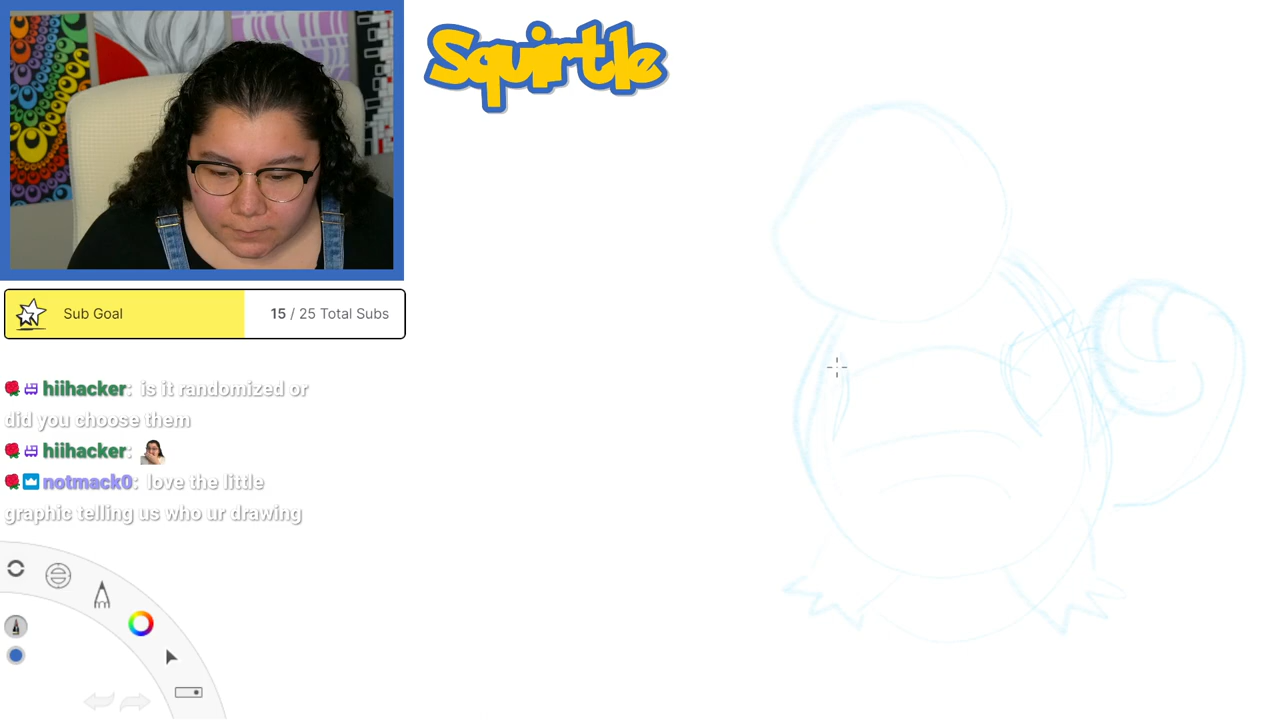 Squirtle
Sub Goal 15 / 25 Total Subs
hiihacker: is it randomized or
did you choose them
hiihacker:
notmack0: love the little
graphic telling us who ur drawing